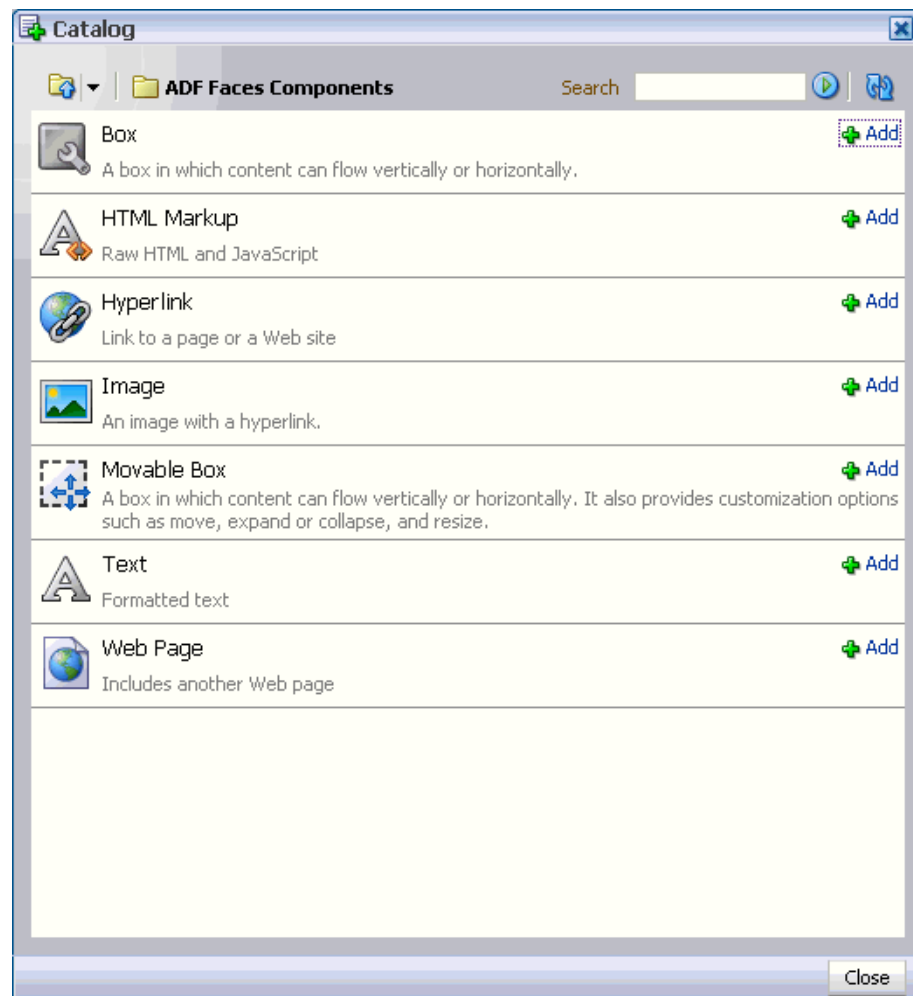 Catalog
ADF Faces Components
Search
Box
Add
A box in which content can flow vertically or horizontally.
HTML Markup
Add
Raw HTML and JavaScript
Hyperlink
Add
Link to a page or a Web site
Image
Add
An image with a hyperlink.
Movable Box
Add
A box in which content can flow vertically or horizontally. It also provides customization options
such as move, expand or collapse, and resize.
Text
Add
Formatted text
Web Page
Add
Includes another Web page
Close